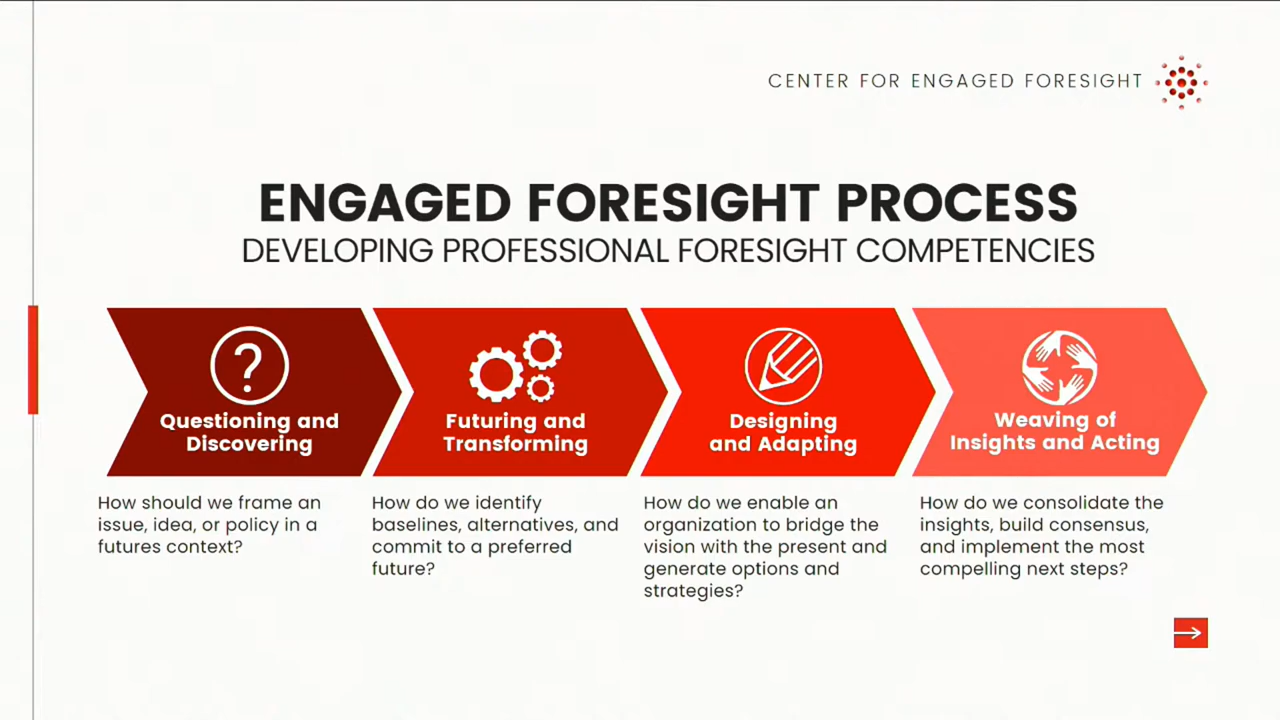 CENTER FOR ENGAGED FORESIGHT
ENGAGED FORESIGHT PROCESS
DEVELOPING PROFESSIONAL FORESIGHT COMPETENCIES
?
Questioning and
Discovering
How should we frame an
issue, idea, or policy in a
futures context?
Futuring and
Transforming
How do we identify
baselines, alternatives, and
commit to a preferred
future?
Designing
and Adapting
How do we enable an
organization to bridge the
vision with the present and
generate options and
strategies?
Weaving of
Insights and Acting
How do we consolidate the
insights, build consensus,
and implement the most
compelling next steps?